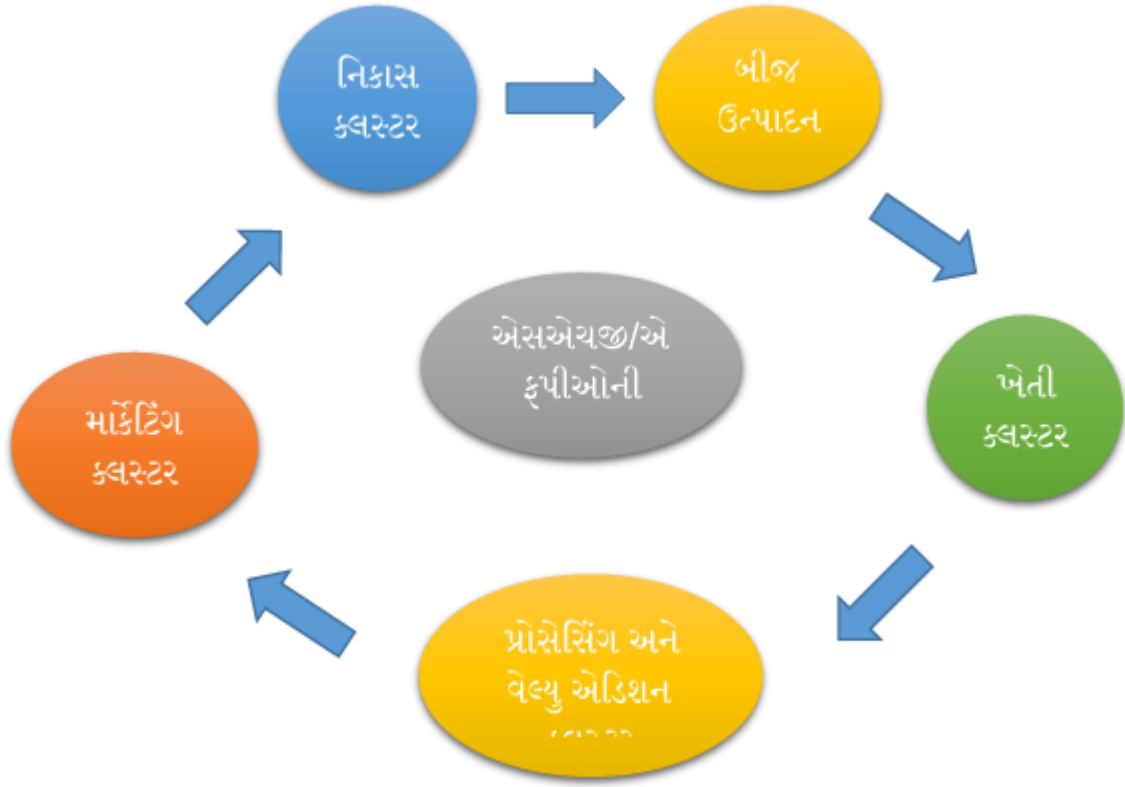 નિકાસ
ક્લસ્ટર
બીજ
ઉત્પાદન
એસએચજી/એ
ફપીઓની
ખેતી
ક્લસ્ટર
માર્કેટિંગ
ક્લસ્ટર
પ્રોસેસિંગ અને
વેલ્યુ એડિશન